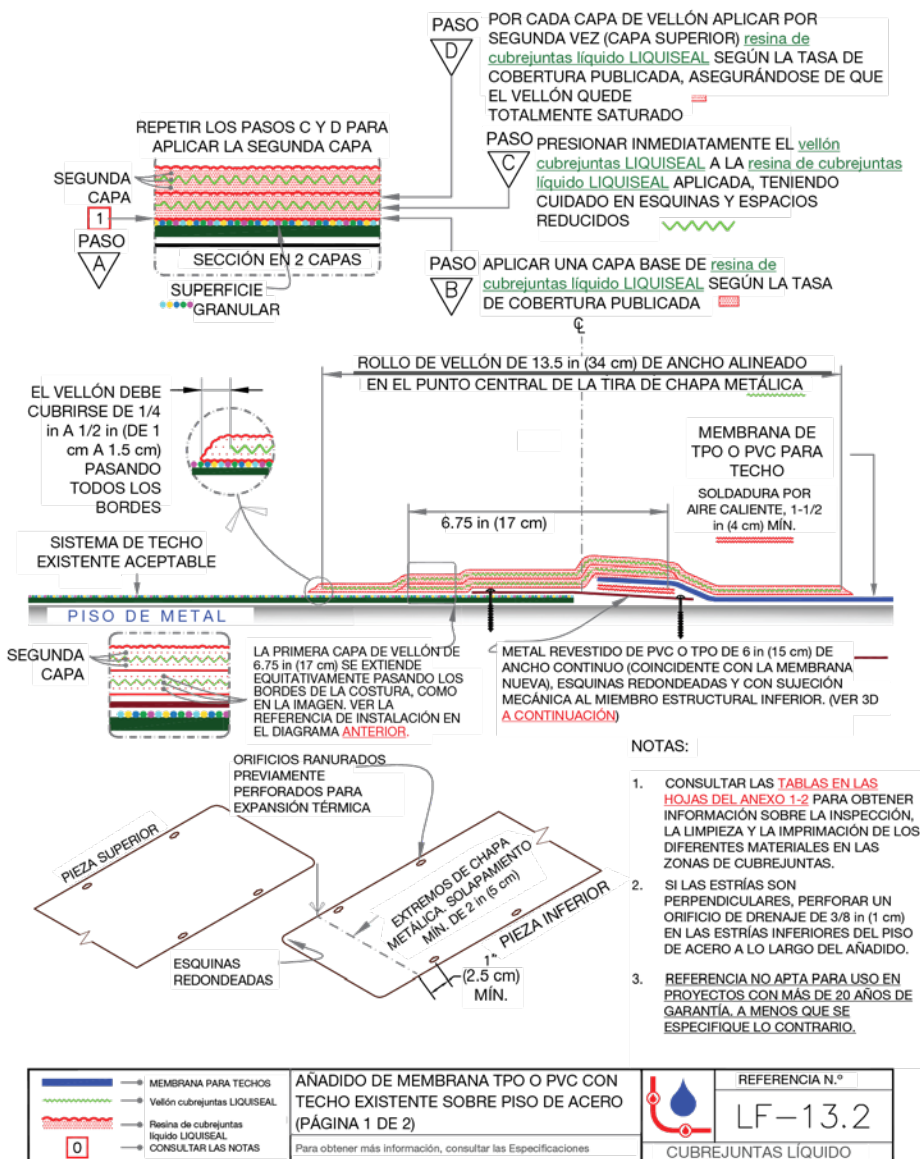 PASO
D
POR CADA CAPA DE VELLÓN APLICAR POR
SEGUNDA VEZ (CAPA SUPERIOR) resina de
cubrejuntas líquido LIQUISEAL SEGÚN LA TASA DE
COBERTURA PUBLICADA, ASEGURÁNDOSE DE QUE
EL VELLÓN QUEDE
TOTALMENTE SATURADO
REPETIR LOS PASOS C Y D PARA
APLICAR LA SEGUNDA CAPA
PASO
C
PRESIONAR INMEDIATAMENTE EL vellón
cubrejuntas LIQUISEAL A LA resina de cubrejuntas
líquido LIQUISEAL APLICADA, TENIENDO
CUIDADO EN ESQUINAS Y ESPACIOS
REDUCIDOS
SEGUNDA
CAPA
1
PASO
A
SECCIÓN EN 2 CAPAS
SUPERFICIE
GRANULAR
PASO
B
APLICAR UNA CAPA BASE DE resina de
cubrejuntas líquido LIQUISEAL SEGÚN LA TASA
DE COBERTURA PUBLICADA
℄
ROLLO DE VELLÓN DE 13.5 in (34 cm) DE ANCHO ALINEADO
EN EL PUNTO CENTRAL DE LA TIRA DE CHAPA METÁLICA
EL VELLÓN DEBE
CUBRIRSE DE 1/4
in A 1/2 in (DE 1
cm A 1.5 cm)
PASANDO
TODOS LOS
BORDES
MEMBRANA DE
TPO O PVC PARA
TECHO
SOLDADURA POR
AIRE CALIENTE, 1-1/2
in (4 cm) MÍN.
6.75 in (17 cm)
SISTEMA DE TECHO
EXISTENTE ACEPTABLE
PISO DE METAL
SEGUNDA
CAPA
LA PRIMERA CAPA DE VELLÓN DE
6.75 in (17 cm) SE EXTIENDE
EQUITATIVAMENTE PASANDO LOS
BORDES DE LA COSTURA, COMO
EN LA IMAGEN. VER LA
REFERENCIA DE INSTALACIÓN EN
EL DIAGRAMA ANTERIOR.
METAL REVESTIDO DE PVC O TPO DE 6 in (15 cm) DE
ANCHO CONTINUO (COINCIDENTE CON LA MEMBRANA
NUEVA), ESQUINAS REDONDEADAS Y CON SUJECIÓN
MECÁNICA AL MIEMBRO ESTRUCTURAL INFERIOR. (VER 3D
A CONTINUACIÓN)
ORIFICIOS RANURADOS
PREVIAMENTE
PERFORADOS PARA
EXPANSIÓN TÉRMICA
PIEZA SUPERIOR
EXTREMOS DE CHAPA
METÁLICA. SOLAPAMIENTO
MÍN. DE 2 in (5 cm)
PIEZA INFERIOR
ESQUINAS
REDONDEADAS
1"
(2.5 cm)
MÍN.
NOTAS:
1. CONSULTAR LAS TABLAS EN LAS
HOJAS DEL ANEXO 1-2 PARA OBTENER
INFORMACIÓN SOBRE LA INSPECCIÓN,
LA LIMPIEZA Y LA IMPRIMACIÓN DE LOS
DIFERENTES MATERIALES EN LAS
ZONAS DE CUBREJUNTAS.
2. SI LAS ESTRÍAS SON
PERPENDICULARES, PERFORAR UN
ORIFICIO DE DRENAJE DE 3/8 in (1 cm)
EN LAS ESTRÍAS INFERIORES DEL PISO
DE ACERO A LO LARGO DEL AÑADIDO.
3. REFERENCIA NO APTA PARA USO EN
PROYECTOS CON MÁS DE 20 AÑOS DE
GARANTÍA, A MENOS QUE SE
ESPECIFIQUE LO CONTRARIO.
MEMBRANA PARA TECHOS
Vellón cubrejuntas LIQUISEAL
Resina de cubrejuntas
líquido LIQUISEAL
0 CONSULTAR LAS NOTAS
AÑADIDO DE MEMBRANA TPO O PVC CON
TECHO EXISTENTE SOBRE PISO DE ACERO
(PÁGINA 1 DE 2)
Para obtener más información, consultar las Especificaciones
REFERENCIA N.º
LF-13.2
CUBREJUNTAS LÍQUIDO